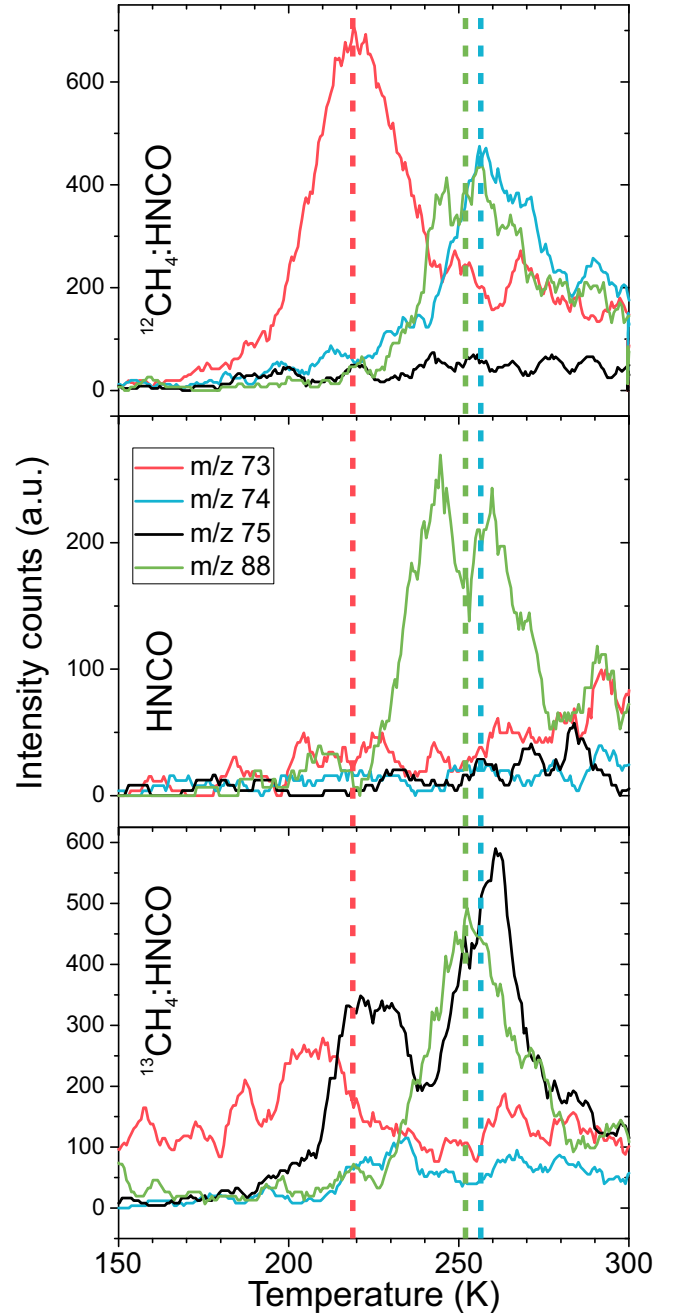 600
400
200
0
¹²CH₄:HNCO
m/z 73
m/z 74
m/z 75
m/z 88
200
100
0
HNCO
Intensity counts (a.u.)
600
500
400
300
200
100
0
¹³CH₄:HNCO
150 200 250 300
Temperature (K)